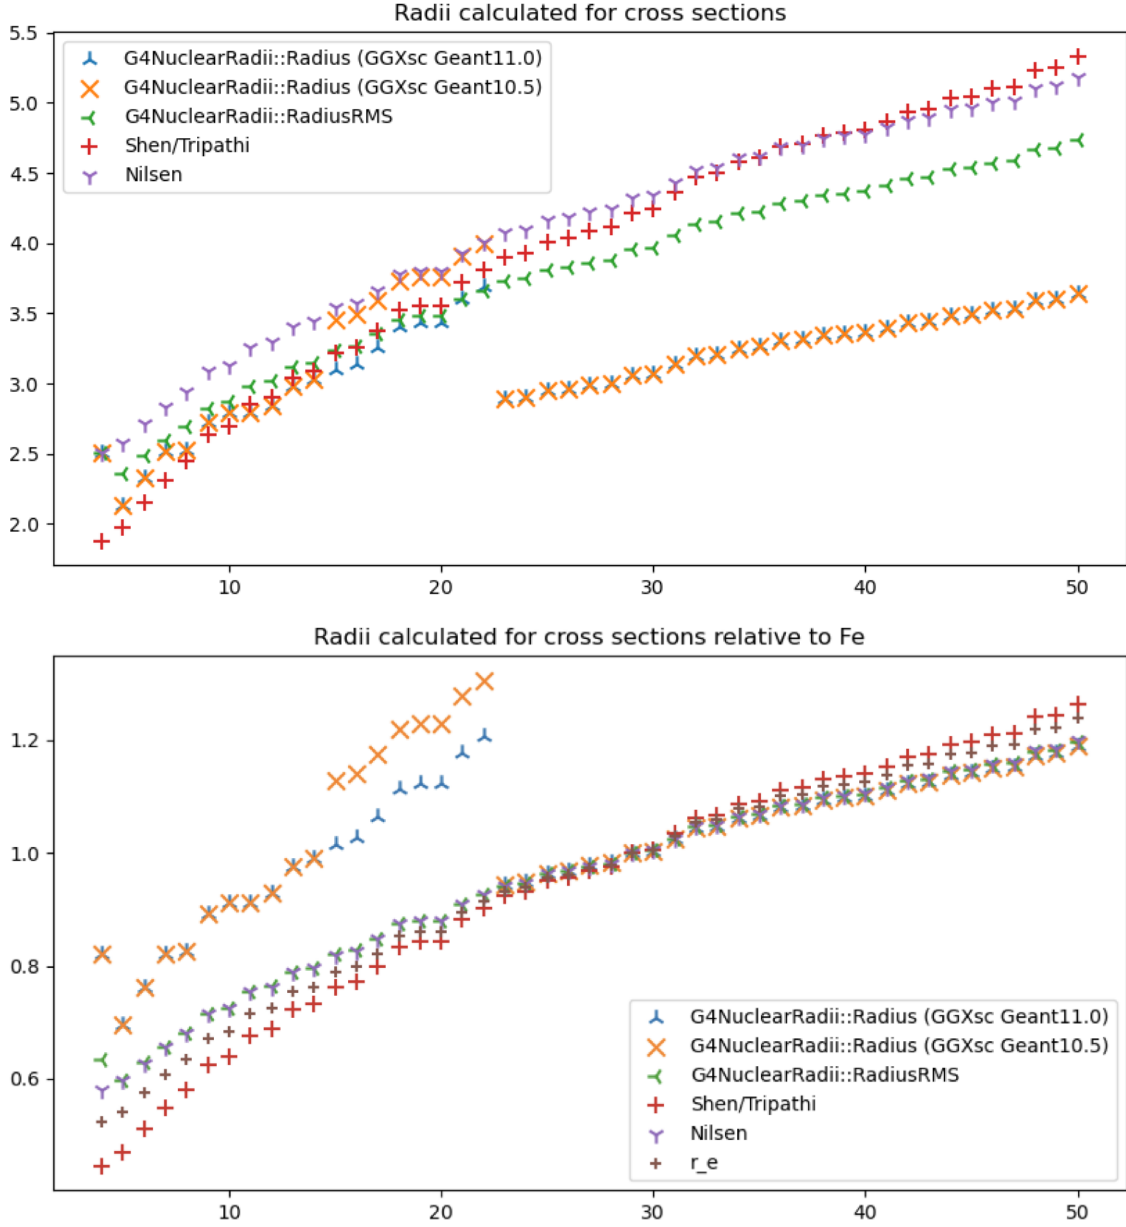 Radii calculated for cross sections
5.5
5.0
4.5
4.0
3.5
3.0
2.5
2.0
G4NuclearRadii::Radius (GGXsc Geant11.0)
G4NuclearRadii::Radius (GGXsc Geant10.5)
G4NuclearRadii::RadiusRMS
Shen/Tripathi
Nilsen
10 20 30 40 50
Radii calculated for cross sections relative to Fe
1.2
1.0
0.8
0.6
G4NuclearRadii::Radius (GGXsc Geant11.0)
G4NuclearRadii::Radius (GGXsc Geant10.5)
G4NuclearRadii::RadiusRMS
Shen/Tripathi
Nilsen
r_e
10 20 30 40 50